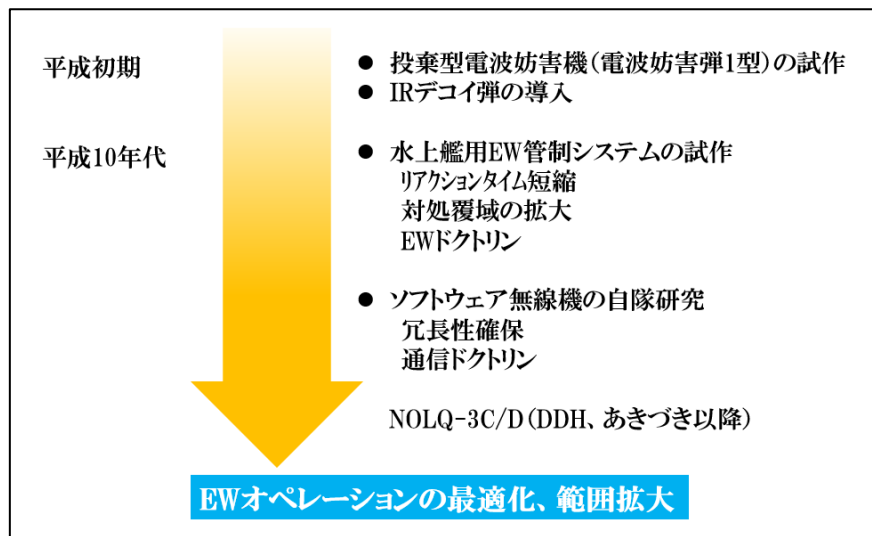 平成初期
● 投棄型電波妨害機(電波妨害弾1型)の試作
● IRデコイ弾の導入
平成10年代
● 水上艦用EW管制システムの試作
リアクションタイム短縮
対処覆域の拡大
EWドクトリン
● ソフトウェア無線機の自隊研究
冗長性確保
通信ドクトリン
NOLQ-3C/D(DDH、あきづき以降)
EWオペレーションの最適化、範囲拡大